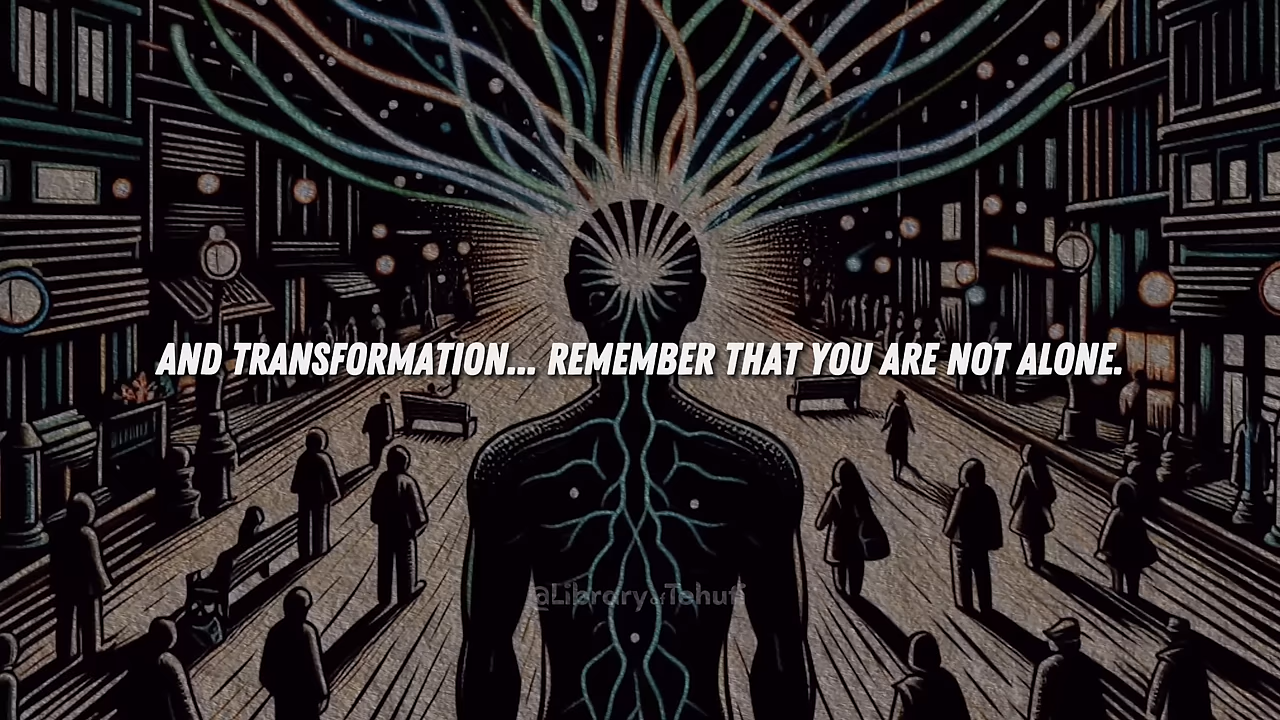 AND TRANSFORMATION... REMEMBER THAT YOU ARE NOT ALONE.
@LibraryofTehuti